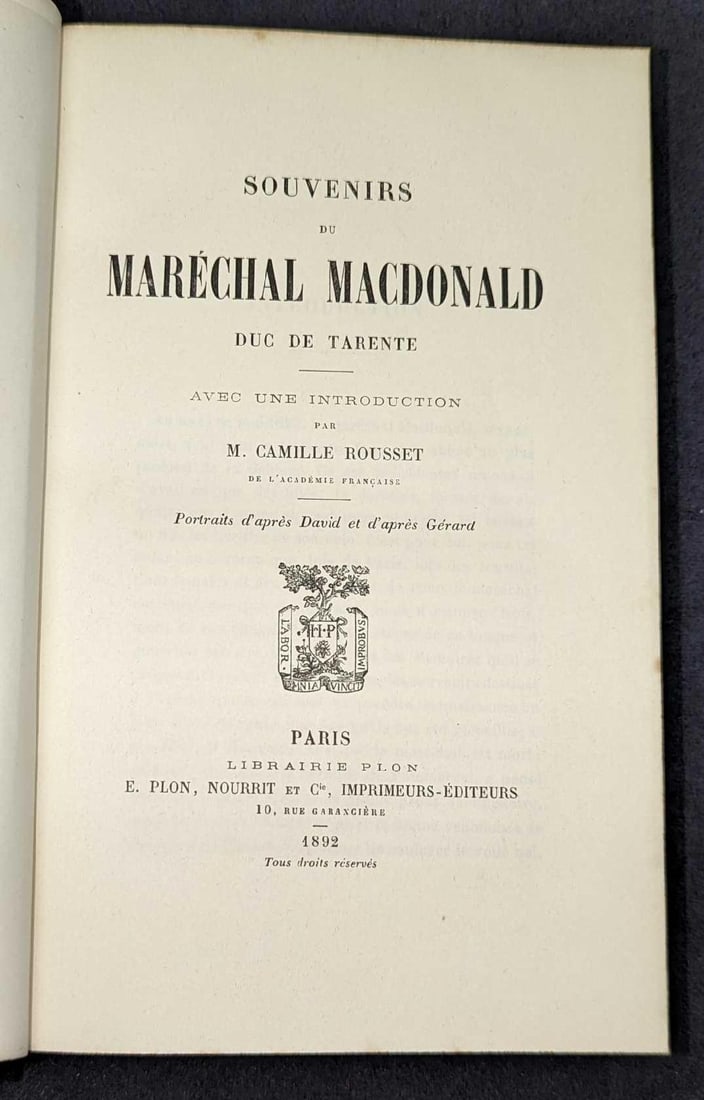 SOUVENIRS
DU
MARÉCHAL MACDONALD
DUC DE TARENTE
AVEC UNE INTRODUCTION
PAR
M. CAMILLE ROUSSET
DE L'ACADÉMIE FRANÇAISE
Portraits d'après David et d'après Gérard
H·P
LABOR IMPROBVS
OMNIA VINCIT
PARIS
LIBRAIRIE PLON
E. PLON, NOURRIT ET Cie, IMPRIMEURS-ÉDITEURS
10, RUE GARANCIÈRE
1892
Tous droits réservés